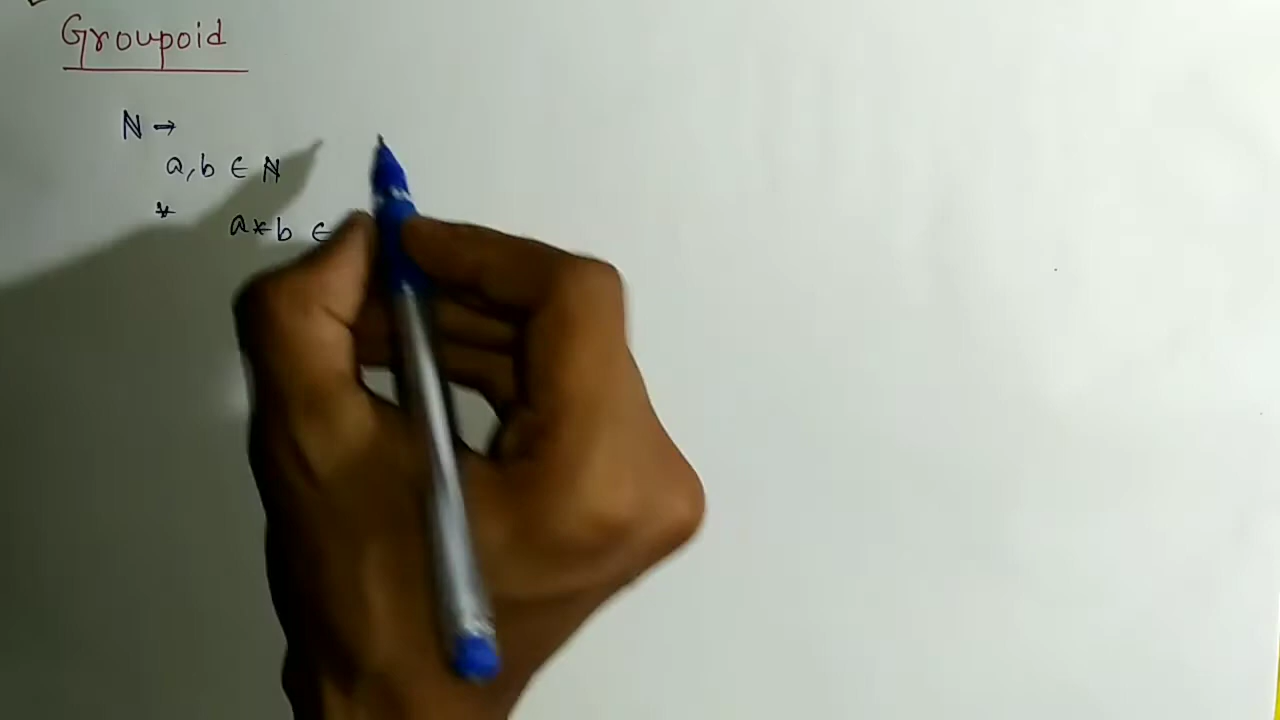 Groupoid
ℕ →
a, b ∈ ℕ
*
a * b ∈